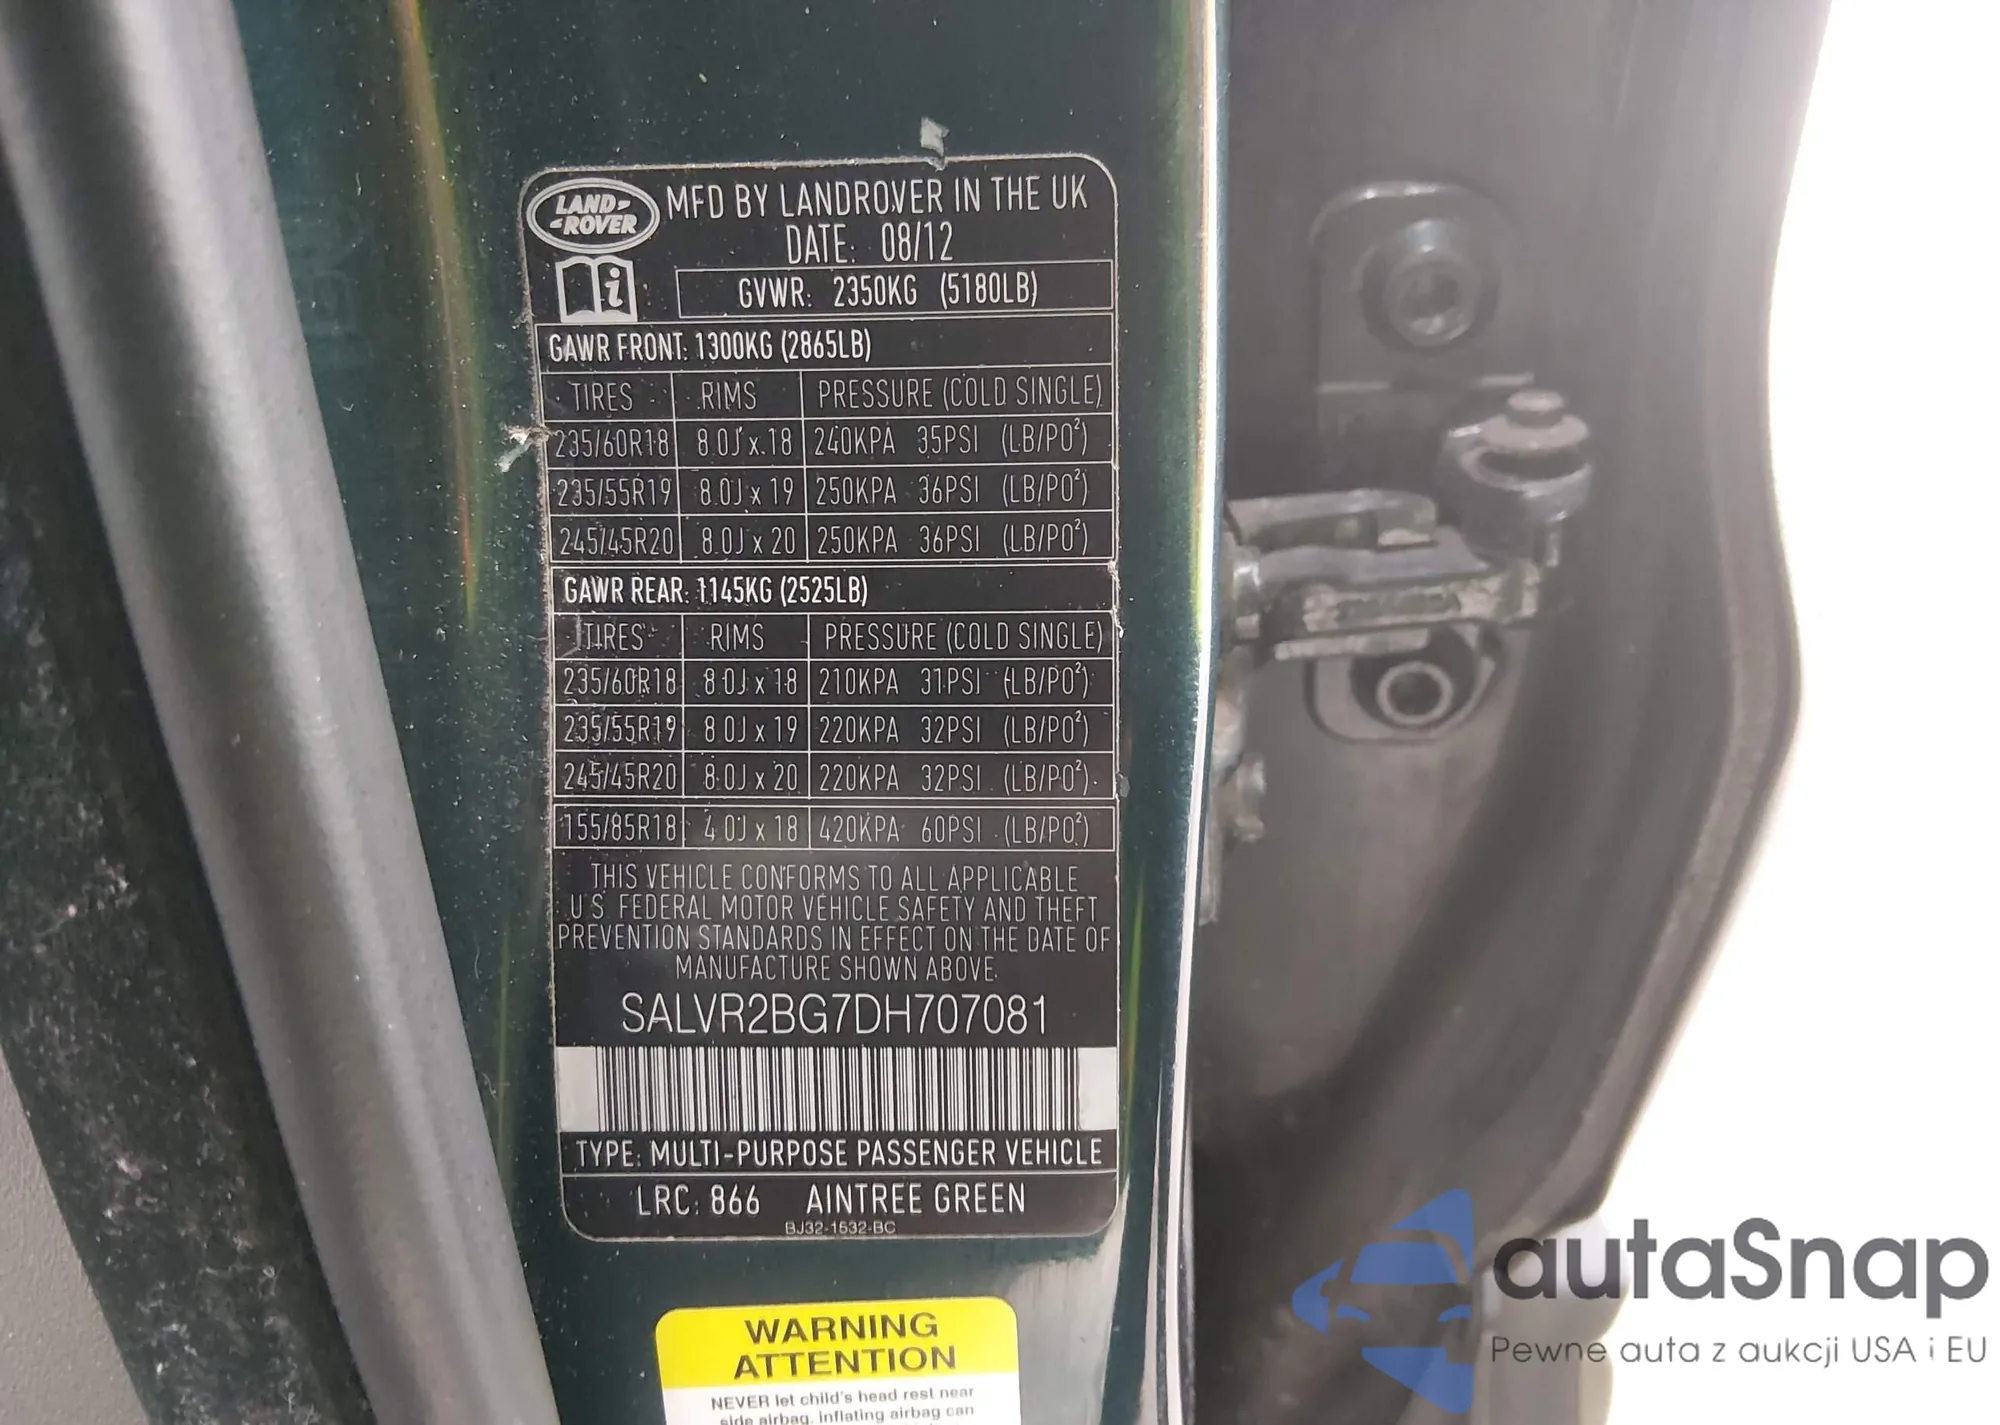 LAND-
-ROVER
MFD BY LANDROVER IN THE UK
DATE: 08/12
GVWR: 2350KG (5180LB)
GAWR FRONT: 1300KG (2865LB)
TIRES RIMS PRESSURE (COLD SINGLE)
235/60R18 8.0J x 18 240KPA 35PSI (LB/PO²)
235/55R19 8.0J x 19 250KPA 36PSI (LB/PO²)
245/45R20 8.0J x 20 250KPA 36PSI (LB/PO²)
GAWR REAR: 1145KG (2525LB)
TIRES RIMS PRESSURE (COLD SINGLE)
235/60R18 8.0J x 18 210KPA 31PSI (LB/PO²)
235/55R19 8.0J x 19 220KPA 32PSI (LB/PO²)
245/45R20 8.0J x 20 220KPA 32PSI (LB/PO²)
155/85R18 4.0J x 18 420KPA 60PSI (LB/PO²)
THIS VEHICLE CONFORMS TO ALL APPLICABLE
U.S. FEDERAL MOTOR VEHICLE SAFETY AND THEFT
PREVENTION STANDARDS IN EFFECT ON THE DATE OF
MANUFACTURE SHOWN ABOVE.
SALVR2BG7DH707081
TYPE: MULTI-PURPOSE PASSENGER VEHICLE
LRC: 866 AINTREE GREEN
BJ32-1532-BC
WARNING
ATTENTION
NEVER let child's head rest near
side airbag. Inflating airbag can
autaSnap
Pewne auta z aukcji USA i EU